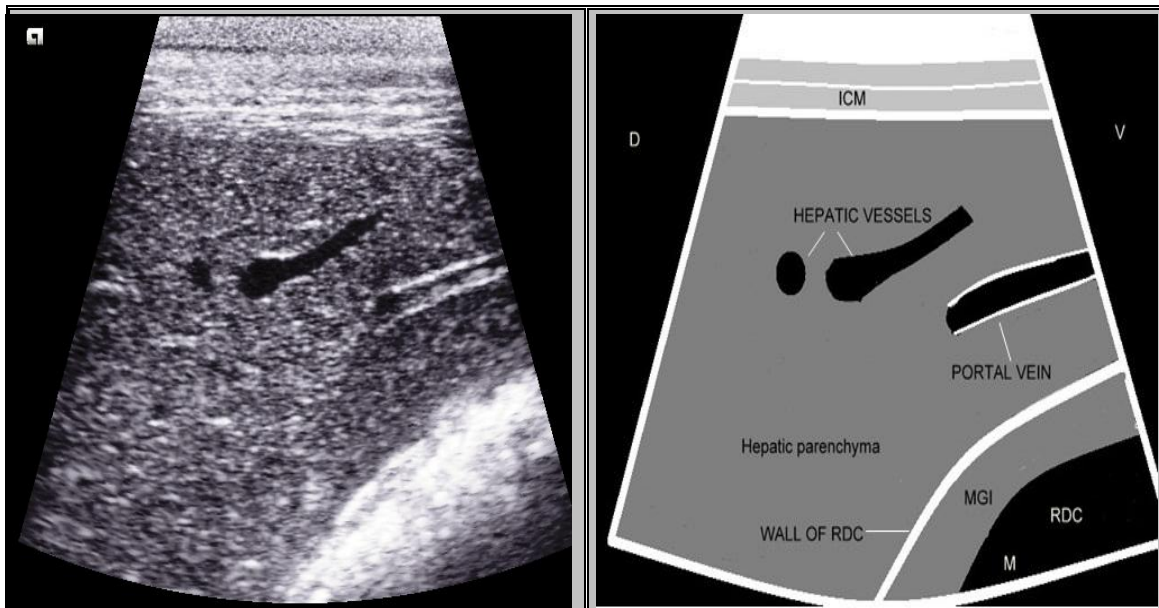 ICM
D
V
HEPATIC VESSELS
PORTAL VEIN
Hepatic parenchyma
MGI
RDC
WALL OF RDC
M